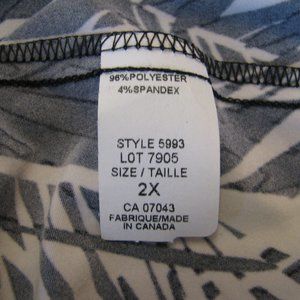 96%POLYESTER
4%SPANDEX
STYLE 5993
LOT 7905
SIZE / TAILLE
2X
CA 07043
FABRIQUE/MADE
IN CANADA